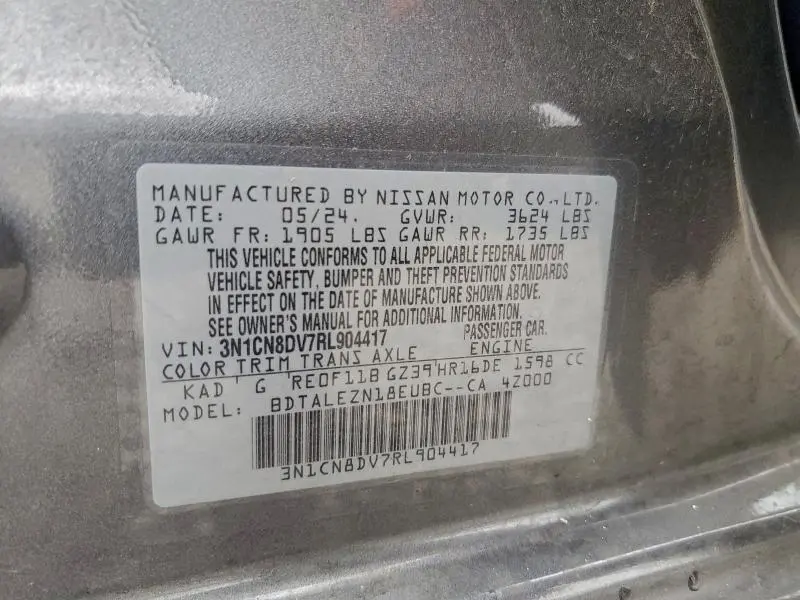 MANUFACTURED BY NISSAN MOTOR CO., LTD.
DATE: 05/24. GVWR: 3624 LBS
GAWR FR: 1905 LBS GAWR RR: 1735 LBS
THIS VEHICLE CONFORMS TO ALL APPLICABLE FEDERAL MOTOR
VEHICLE SAFETY, BUMPER AND THEFT PREVENTION STANDARDS
IN EFFECT ON THE DATE OF MANUFACTURE SHOWN ABOVE.
SEE OWNER'S MANUAL FOR ADDITIONAL INFORMATION.
VIN: 3N1CN8DV7RL904417 PASSENGER CAR.
COLOR TRIM TRANS AXLE ENGINE
KAD G RE0F11B GZ39 HR16DE 1598 CC
MODEL: BDTALEZN18EUBC--CA 4Z000
3N1CN8DV7RL904417